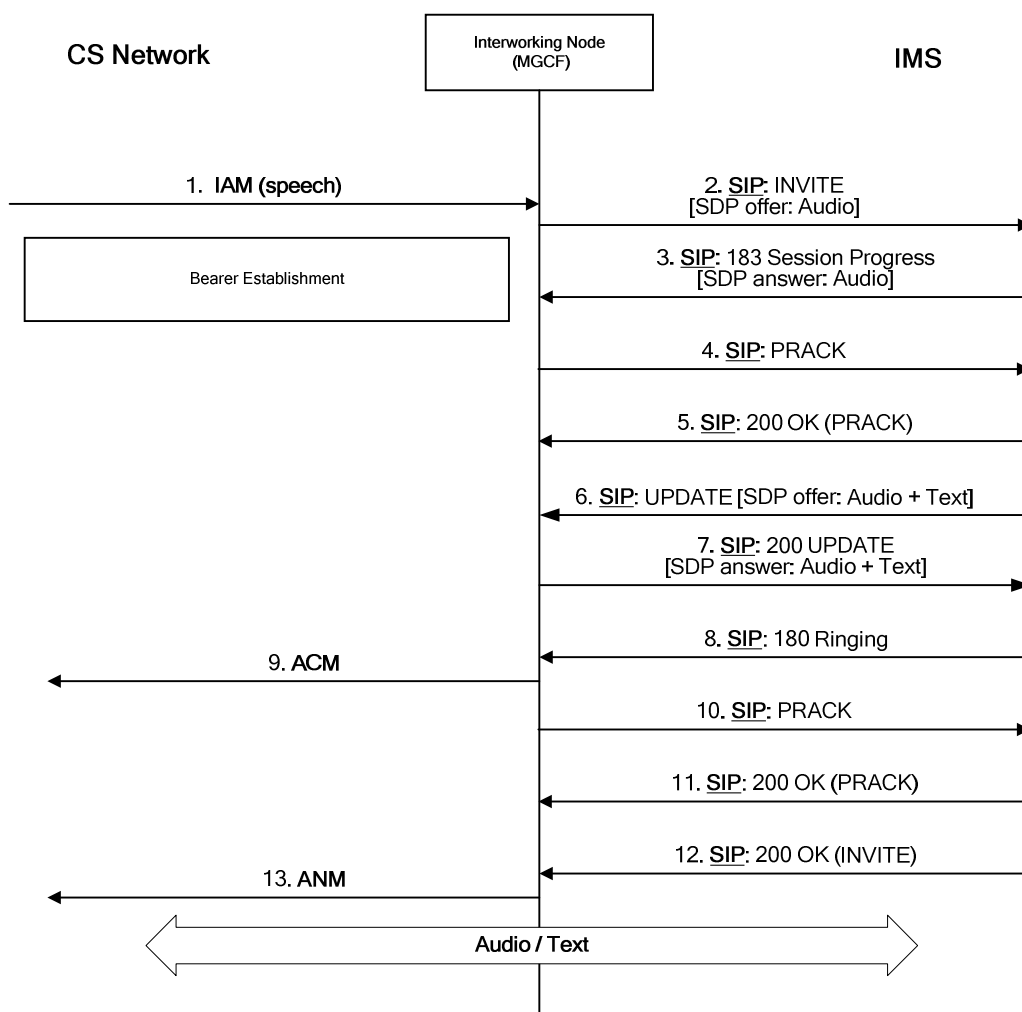 CS Network
Interworking Node
(MGCF)
IMS
1. IAM (speech)
2. SIP: INVITE
[SDP offer: Audio]
Bearer Establishment
3. SIP: 183 Session Progress
[SDP answer: Audio]
4. SIP: PRACK
5. SIP: 200 OK (PRACK)
6. SIP: UPDATE [SDP offer: Audio + Text]
7. SIP: 200 UPDATE
[SDP answer: Audio + Text]
8. SIP: 180 Ringing
9. ACM
10. SIP: PRACK
11. SIP: 200 OK (PRACK)
12. SIP: 200 OK (INVITE)
13. ANM
Audio / Text